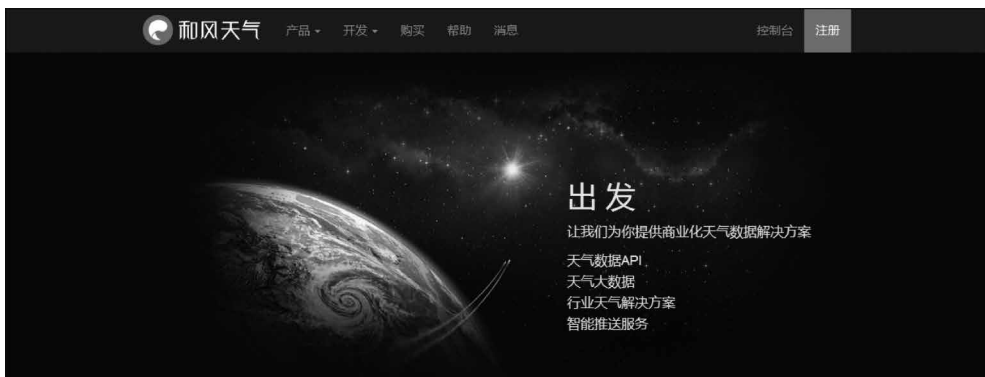 和风天气 产品 开发 购买 帮助 消息 控制台 注册
出发
让我们为你提供商业化天气数据解决方案
天气数据API
天气大数据
行业天气解决方案
智能推送服务